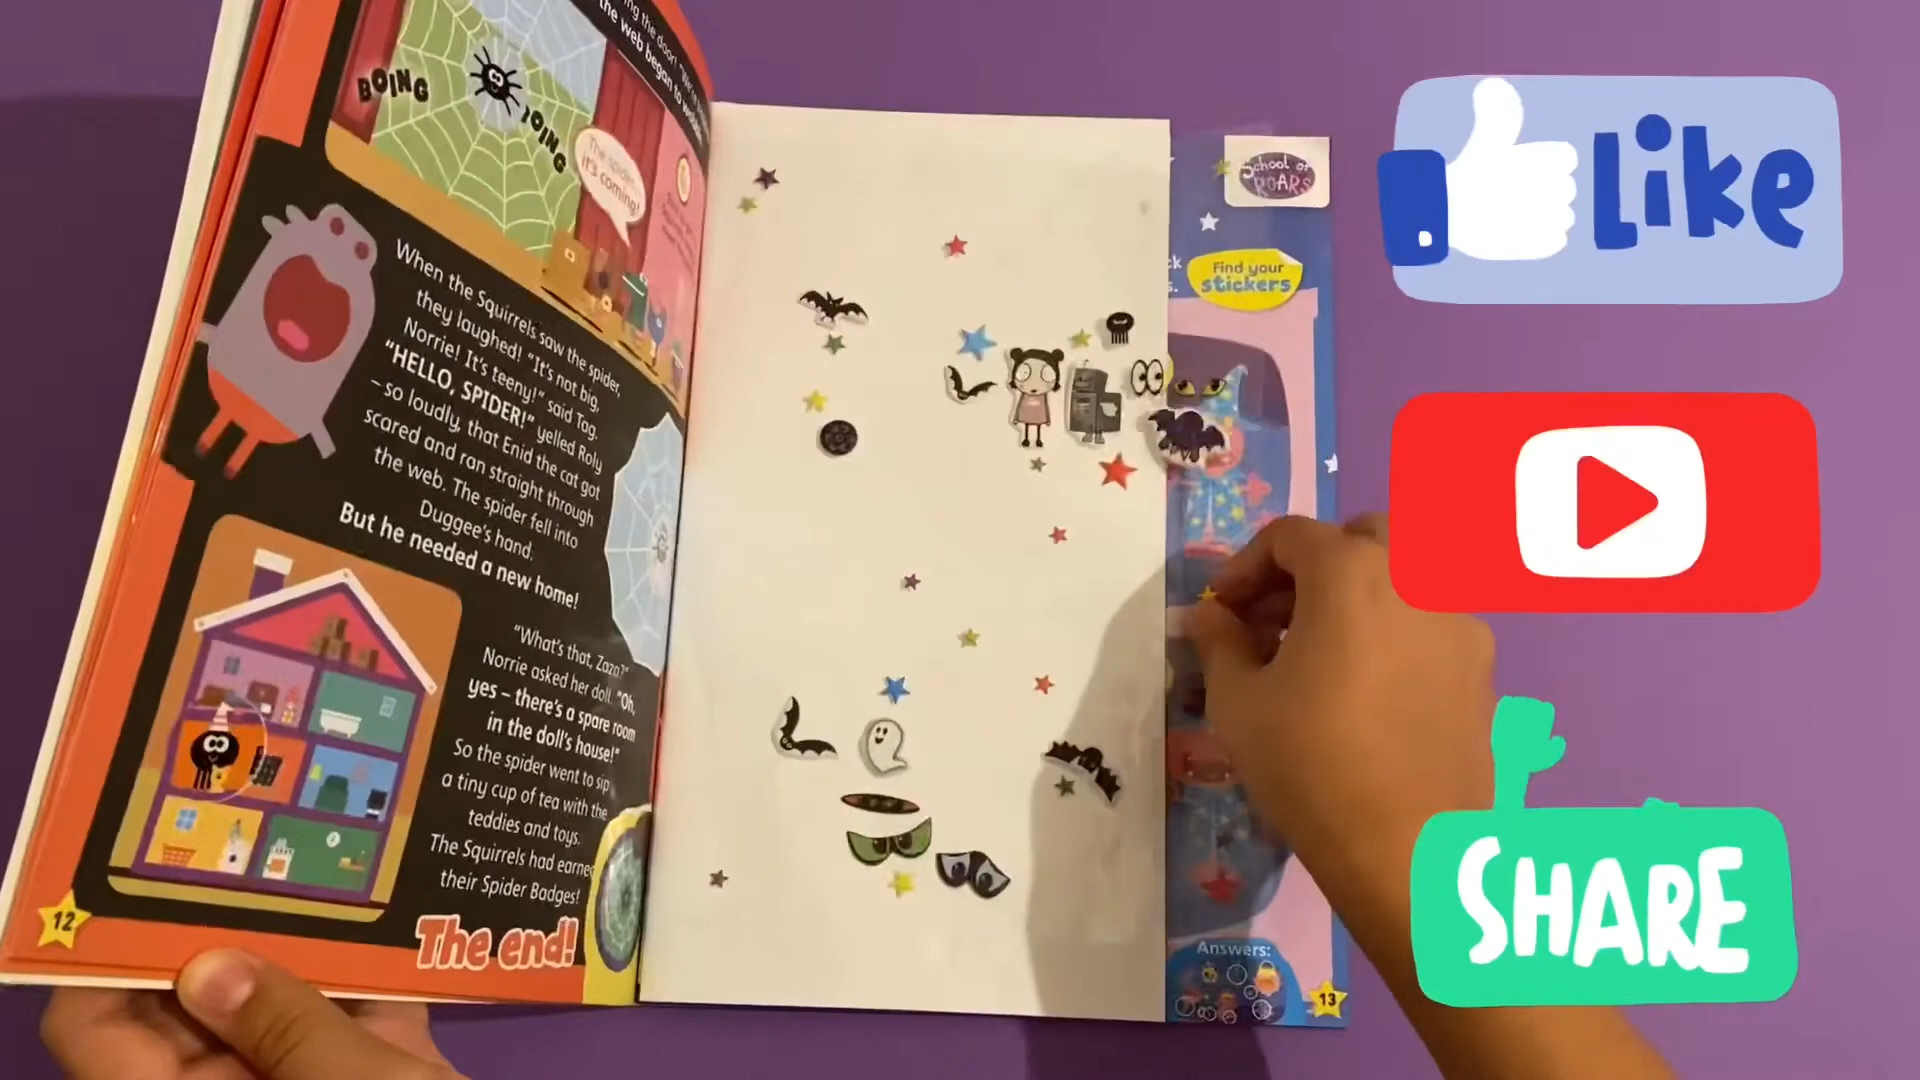 the web began to wobble
BOING
BOING
The spider...
it's coming!
When the Squirrels saw the spider,
they laughed! "It's not big,
Norrie! It's teeny!" said Tag.
"HELLO, SPIDER!" yelled Roly
– so loudly, that Enid the cat got
scared and ran straight through
the web. The spider fell into
Duggee's hand.
But he needed a new home!
"What's that, Zaza?"
Norrie asked her doll. "Oh,
yes – there's a spare room
in the doll's house!"
So the spider went to sip
a tiny cup of tea with the
teddies and toys.
The Squirrels had earned
their Spider Badges!
12
The end!
School of
ROARS
Find your
stickers
Answers:
13
Like
SHARE